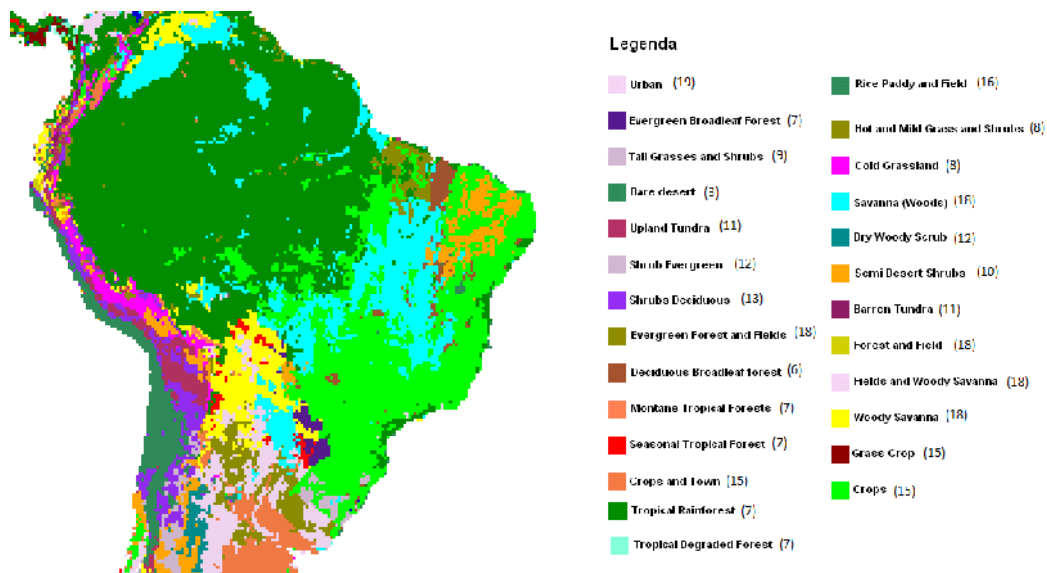 Legenda
Urban (19)
Evergreen Broadleaf Forest (7)
Tall Grasses and Shrubs (9)
Bare desert (3)
Upland Tundra (11)
Shrub Evergreen (12)
Shrubs Deciduous (13)
Evergreen Forest and Fields (18)
Deciduous Broadleaf forest (6)
Montane Tropical Forests (7)
Seasonal Tropical Forest (7)
Crops and Town (15)
Tropical Rainforest (7)
Tropical Degraded Forest (7)
Rice Paddy and Field (16)
Hot and Mild Grass and Shrubs (8)
Cold Grassland (8)
Savanna (Woods) (18)
Dry Woody Scrub (12)
Semi Desert Shrubs (10)
Barren Tundra (11)
Forest and Field (18)
Fields and Woody Savanna (18)
Woody Savanna (18)
Grass Crop (15)
Crops (15)